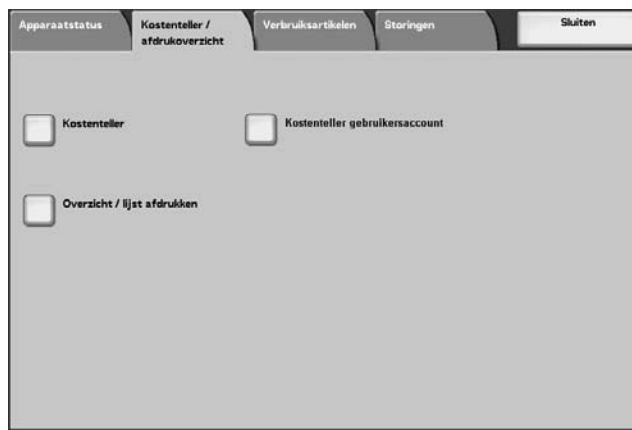 Apparaatstatus
Kostenteller /
afdrukoverzicht
Verbruiksartikelen
Storingen
Sluiten
Kostenteller
Kostenteller gebruikersaccount
Overzicht / lijst afdrukken